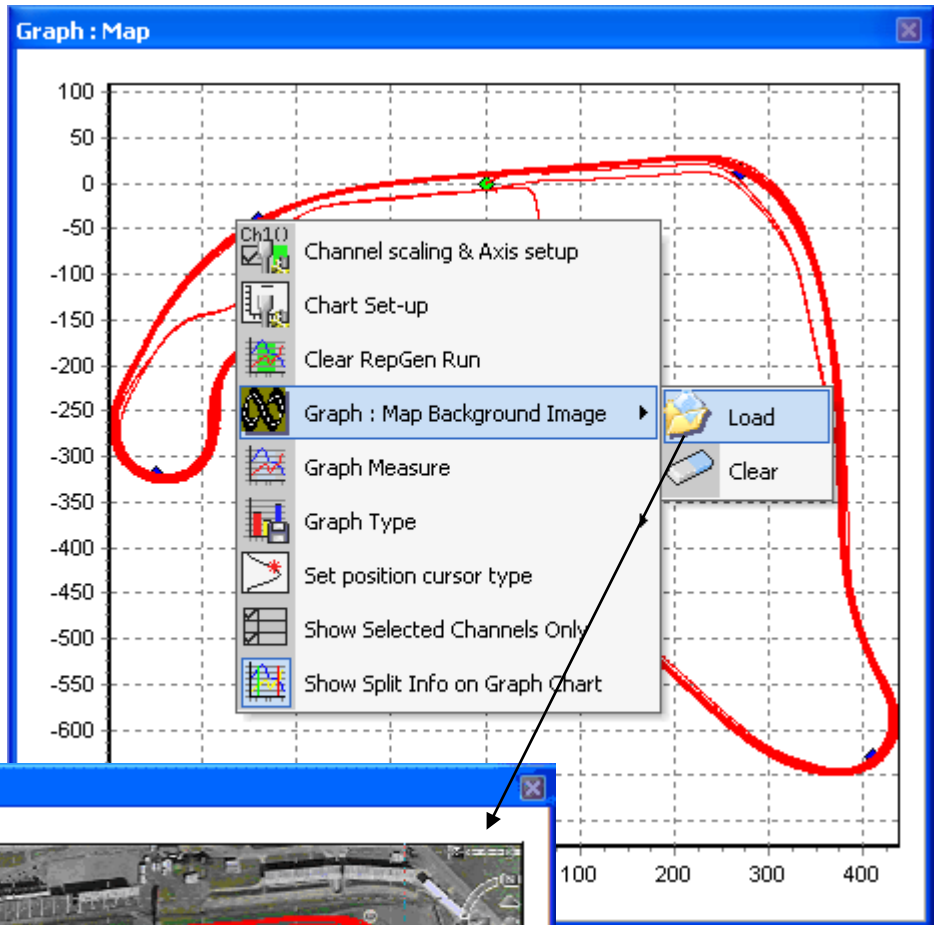 Graph : Map
100
50
0
-50
-100
-150
-200
-250
-300
-350
-400
-450
-500
-550
-600
Ch1()
Channel scaling & Axis setup
Chart Set-up
Clear RepGen Run
Graph : Map Background Image
Load
Clear
Graph Measure
Graph Type
Set position cursor type
Show Selected Channels Only
Show Split Info on Graph Chart
100 200 300 400